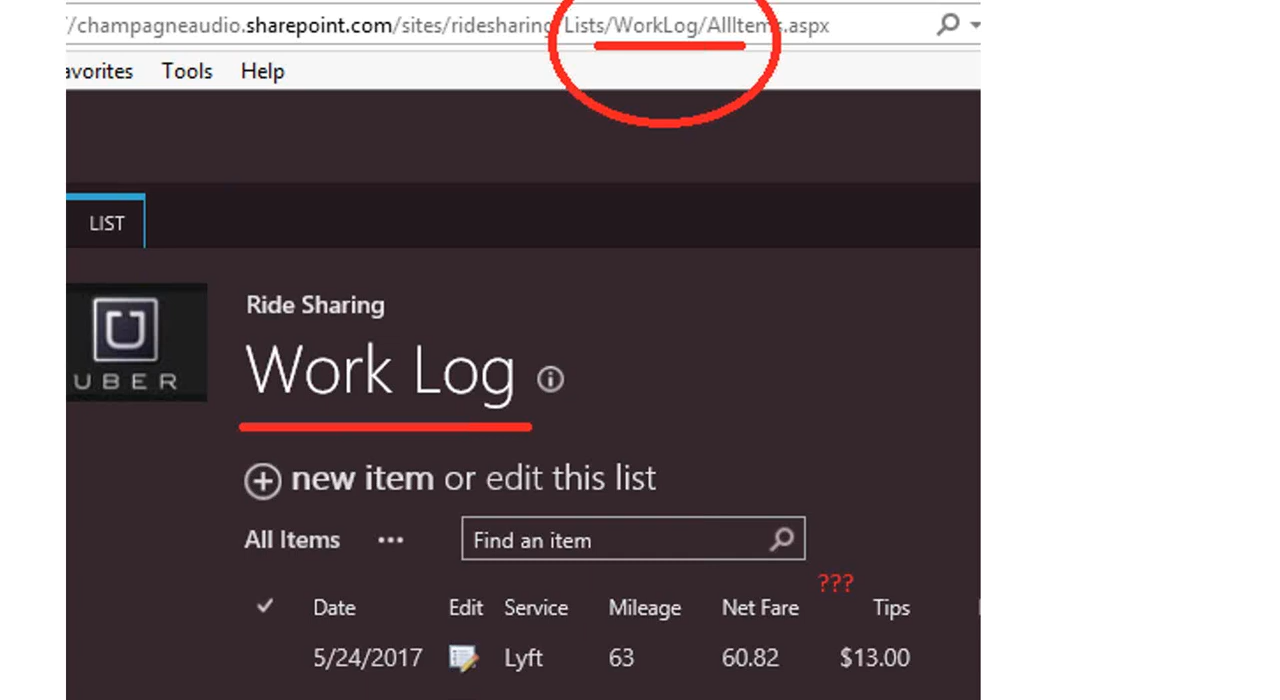 /champagneaudio.sharepoint.com/sites/ridesharing/Lists/WorkLog/AllItems.aspx
avorites Tools Help
LIST
UBER
Ride Sharing
Work Log
new item or edit this list
All Items ... Find an item
???
Date Edit Service Mileage Net Fare Tips
5/24/2017 Lyft 63 60.82 $13.00